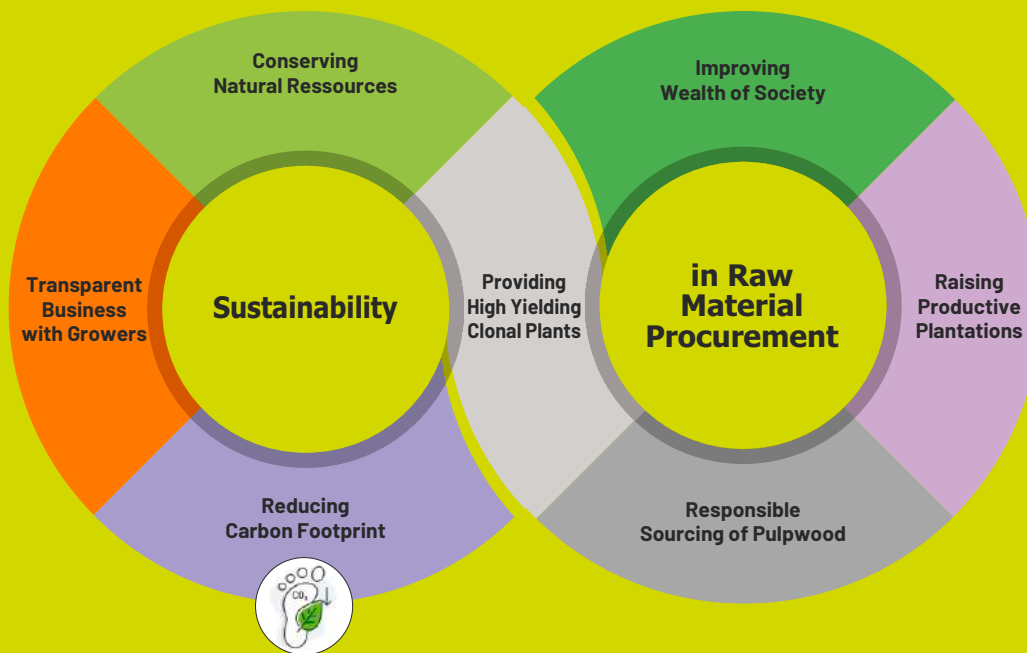 Conserving
Natural Ressources
Improving
Wealth of Society
Transparent
Business
with Growers
Sustainability
Providing
High Yielding
Clonal Plants
in Raw
Material
Procurement
Raising
Productive
Plantations
Reducing
Carbon Footprint
Responsible
Sourcing of Pulpwood
CO₂